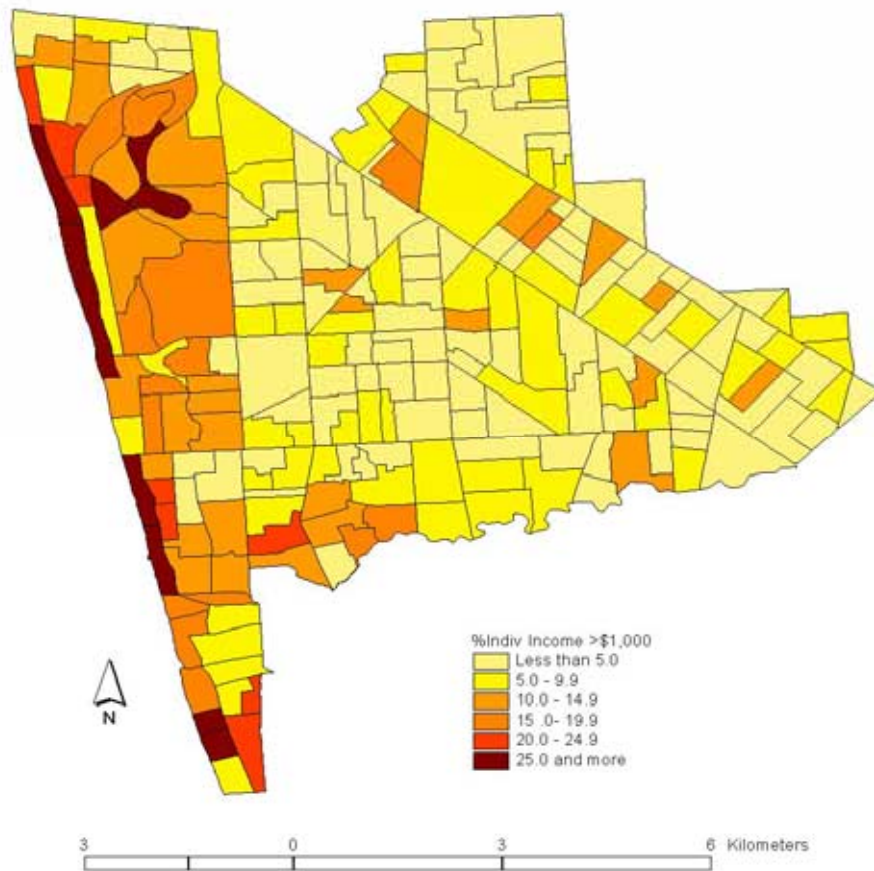 %Indiv Income >$1,000
Less than 5.0
5.0 - 9.9
10.0 - 14.9
15 .0- 19.9
20.0 - 24.9
25.0 and more
N
3 0 3 6 Kilometers